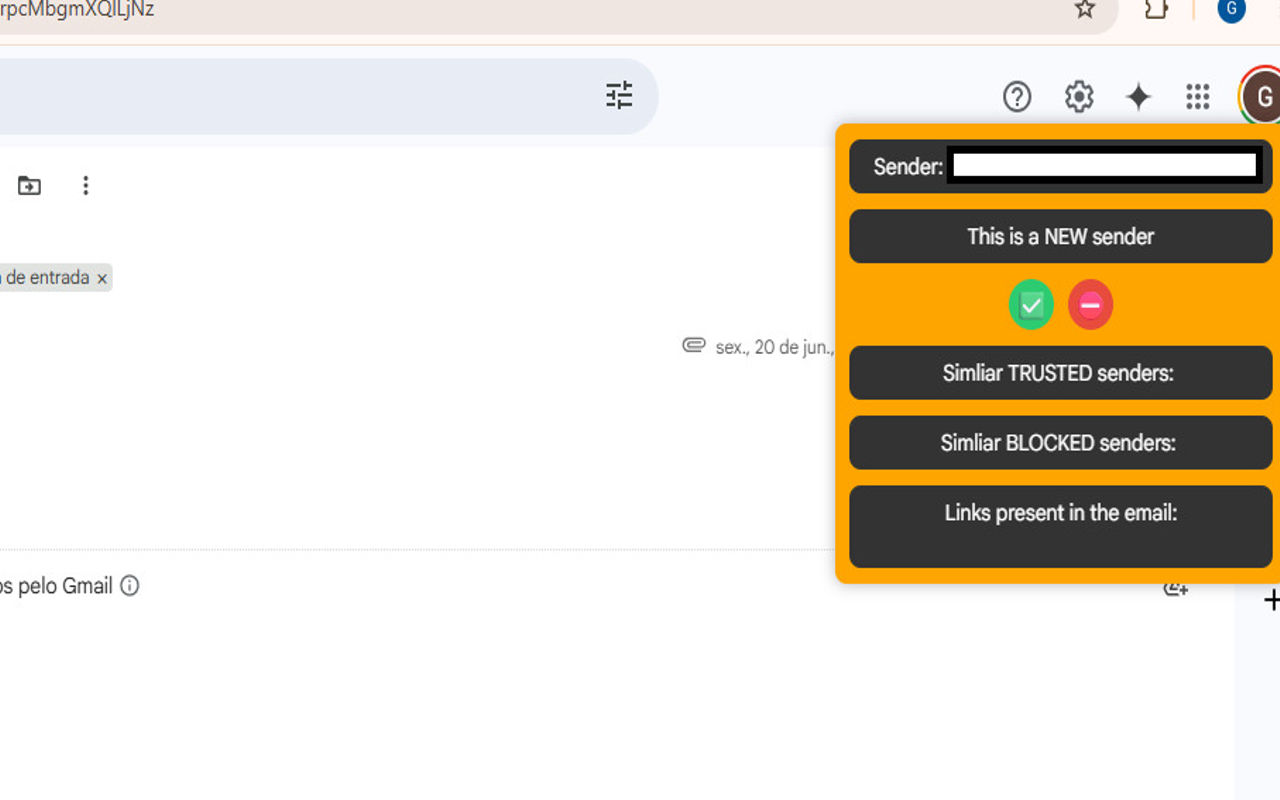 rpcMbgmXQlLjNz
G
G
Sender:
This is a NEW sender
de entrada ×
sex., 20 de jun.,
Simliar TRUSTED senders:
Simliar BLOCKED senders:
Links present in the email:
os pelo Gmail